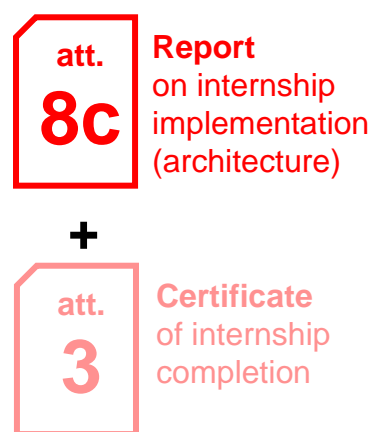 att.
8c
Report
on internship
implementation
(architecture)
+
att.
3
Certificate
of internship
completion